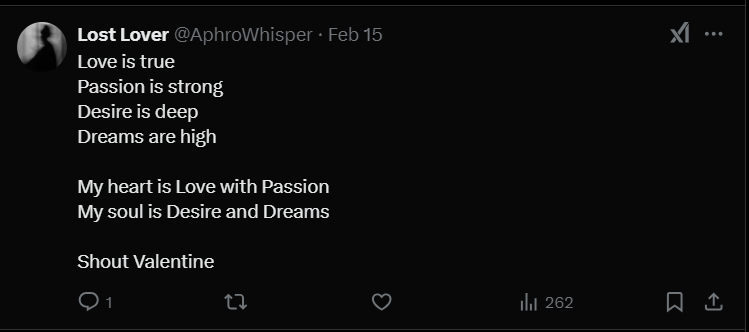 Lost Lover @AphroWhisper · Feb 15
Love is true
Passion is strong
Desire is deep
Dreams are high
My heart is Love with Passion
My soul is Desire and Dreams
Shout Valentine
1 262